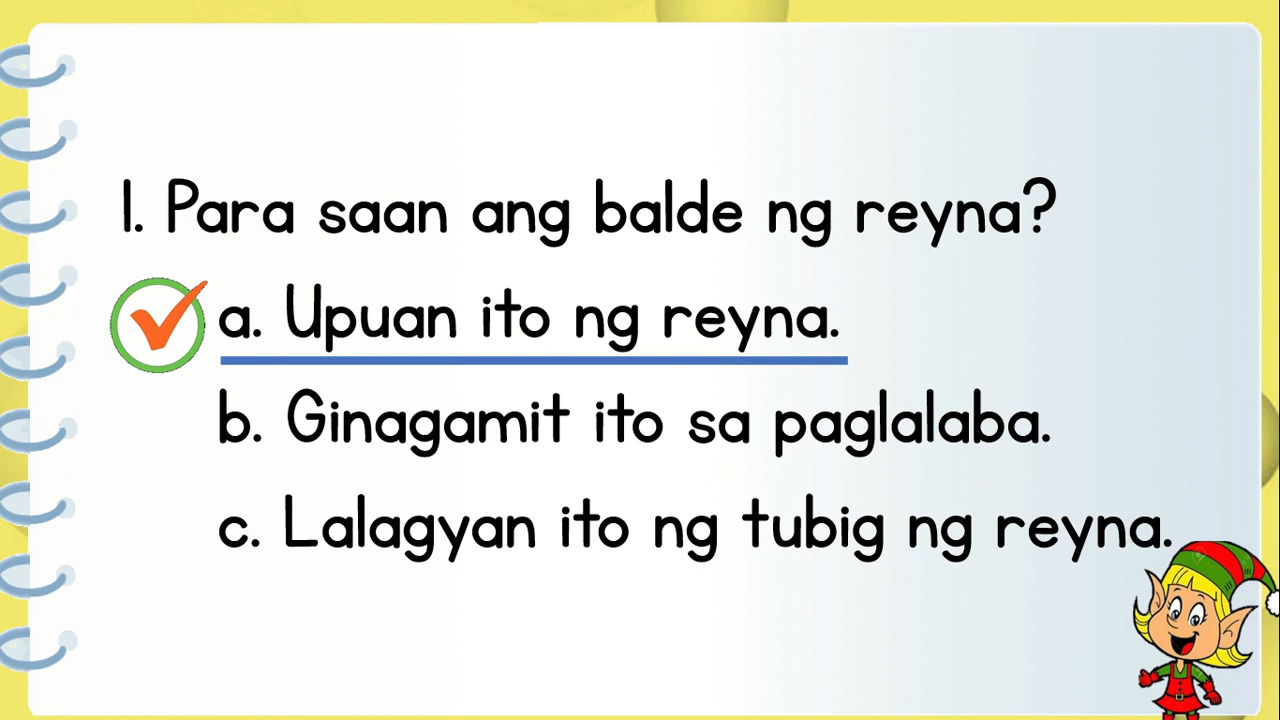 1. Para saan ang balde ng reyna?
a. Upuan ito ng reyna.
b. Ginagamit ito sa paglalaba.
c. Lalagyan ito ng tubig ng reyna.